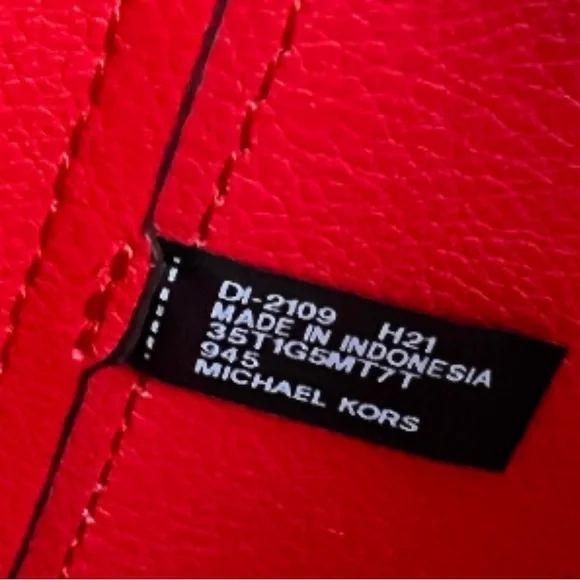 DI-2109 H21
MADE IN INDONESIA
35T1G5MT7T
945
MICHAEL KORS